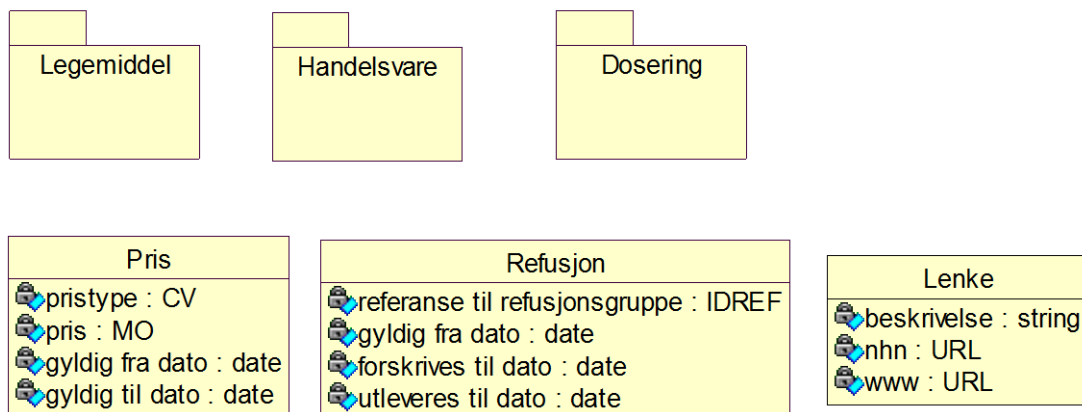 Legemiddel
Handelsvare
Dosering
Pris
pristype : CV
pris : MO
gyldig fra dato : date
gyldig til dato : date
Refusjon
referanse til refusjonsgruppe : IDREF
gyldig fra dato : date
forskrives til dato : date
utleveres til dato : date
Lenke
beskrivelse : string
nhn : URL
www : URL